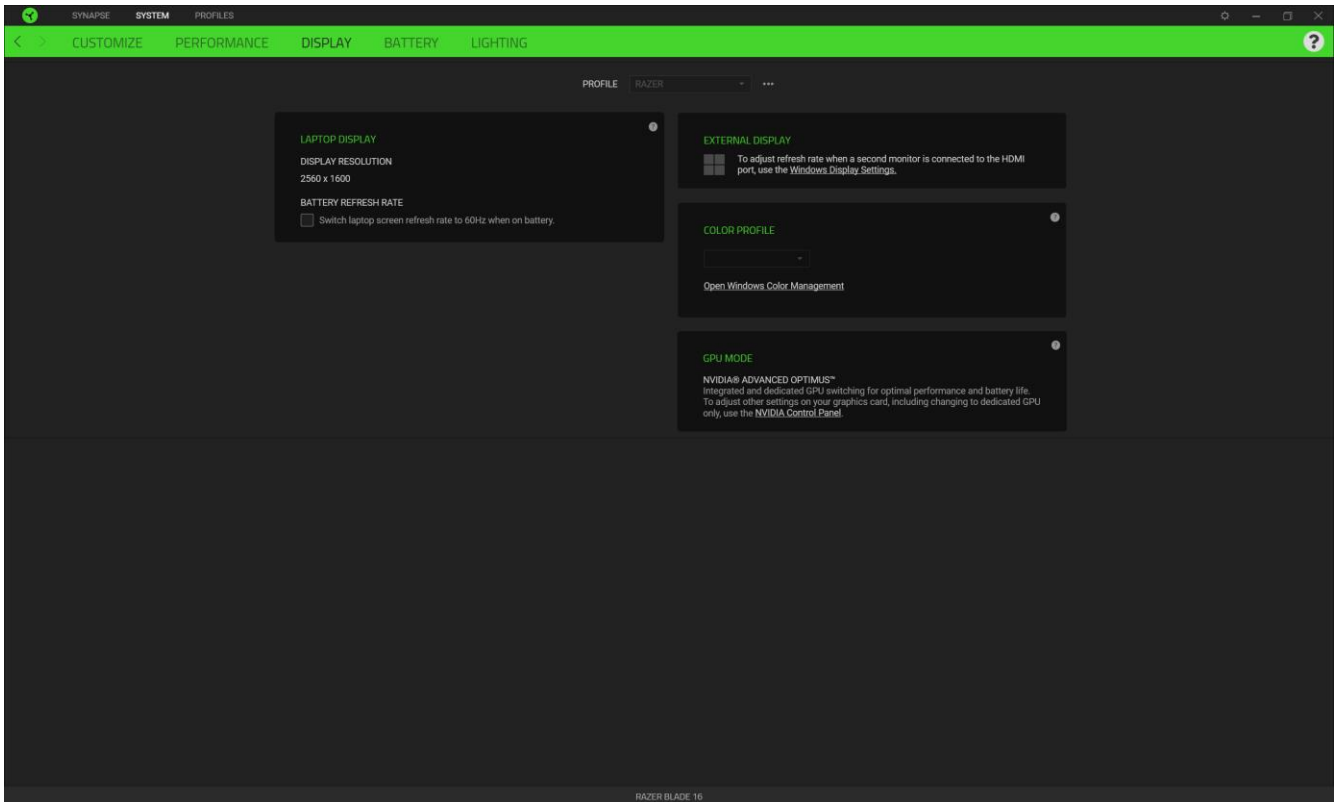 SYNAPSE SYSTEM PROFILES
CUSTOMIZE PERFORMANCE DISPLAY BATTERY LIGHTING ?
PROFILE RAZER
LAPTOP DISPLAY
DISPLAY RESOLUTION
2560 x 1600
BATTERY REFRESH RATE
Switch laptop screen refresh rate to 60Hz when on battery.
EXTERNAL DISPLAY
To adjust refresh rate when a second monitor is connected to the HDMI
port, use the Windows Display Settings.
COLOR PROFILE
Open Windows Color Management
GPU MODE
NVIDIA® ADVANCED OPTIMUS™
Integrated and dedicated GPU switching for optimal performance and battery life.
To adjust other settings on your graphics card, including changing to dedicated GPU
only, use the NVIDIA Control Panel.
RAZER BLADE 16